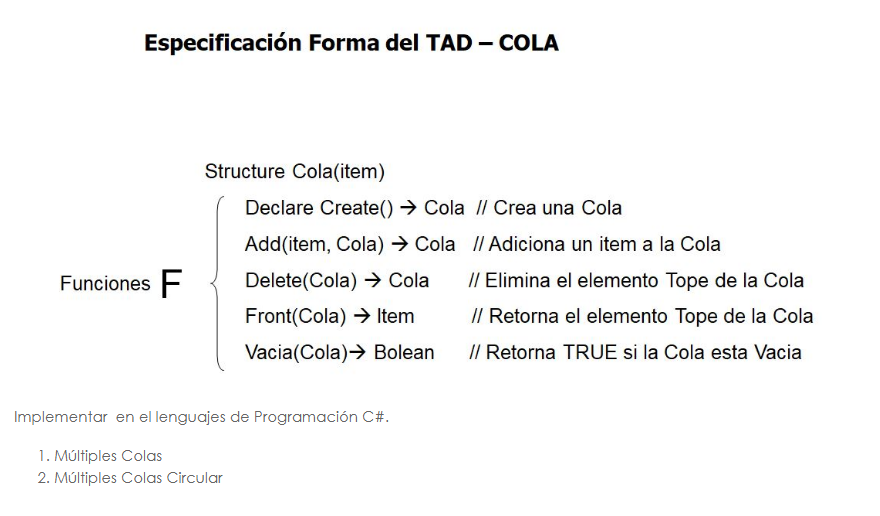 Especificación Forma del TAD – COLA
Structure Cola(item)
Declare Create() → Cola // Crea una Cola
Add(item, Cola) → Cola // Adiciona un item a la Cola
Funciones F
Delete(Cola) → Cola // Elimina el elemento Tope de la Cola
Front(Cola) → Item // Retorna el elemento Tope de la Cola
Vacia(Cola)→ Bolean // Retorna TRUE si la Cola esta Vacia
Implementar en el lenguajes de Programación C#.
1. Múltiples Colas
2. Múltiples Colas Circular